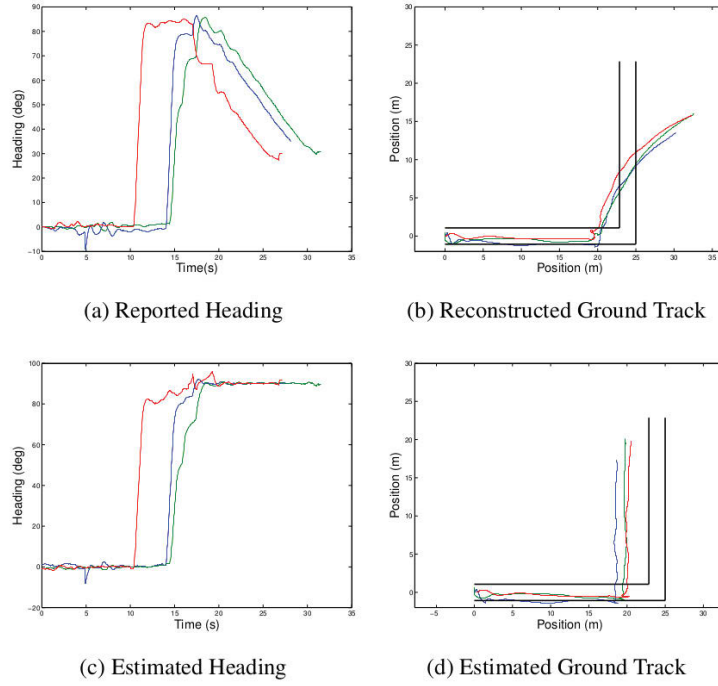 90
80
70
60
50
40
30
20
10
0
−10
Heading (deg)
0 5 10 15 20 25 30 35
Time(s)
(a) Reported Heading
30
25
20
15
10
5
0
Position (m)
−5 0 5 10 15 20 25 30
Position (m)
(b) Reconstructed Ground Track
100
80
60
40
20
0
−20
Heading (deg)
0 5 10 15 20 25 30 35
Time (s)
(c) Estimated Heading
30
25
20
15
10
5
0
Position (m)
−5 0 5 10 15 20 25 30
Position (m)
(d) Estimated Ground Track